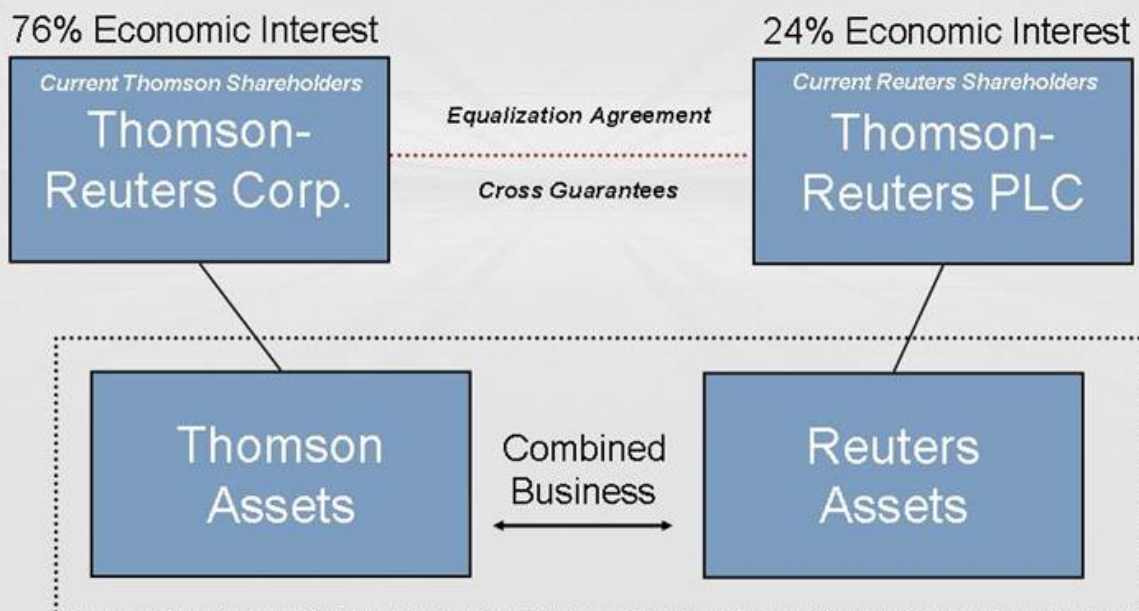 76% Economic Interest
24% Economic Interest
Current Thomson Shareholders
Thomson-
Reuters Corp.
Equalization Agreement
Cross Guarantees
Current Reuters Shareholders
Thomson-
Reuters PLC
Thomson
Assets
Combined
Business
Reuters
Assets